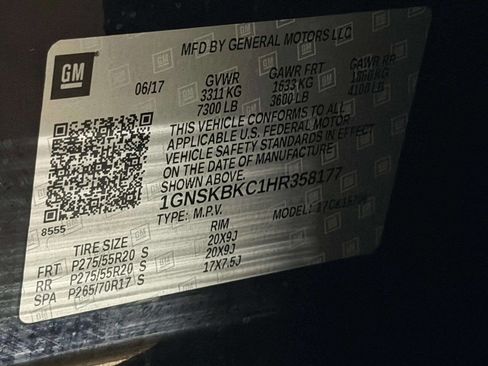 MFD BY GENERAL MOTORS LLC
GM
06/17 GVWR GAWR FRT GAWR RR
3311 KG 1633 KG 1860 KG
7300 LB 3600 LB 4100 LB
THIS VEHICLE CONFORMS TO ALL
APPLICABLE U.S. FEDERAL MOTOR
VEHICLE SAFETY STANDARDS IN EFFECT
ON THE DATE OF MANUFACTURE
SHOWN ABOVE.
1GNSKBKC1HR358177
8555
TYPE: M.P.V. MODEL:
TIRE SIZE RIM
FRT P275/55R20 S 20X9J
RR P275/55R20 S 20X9J
SPA P265/70R17 S 17X7.5J